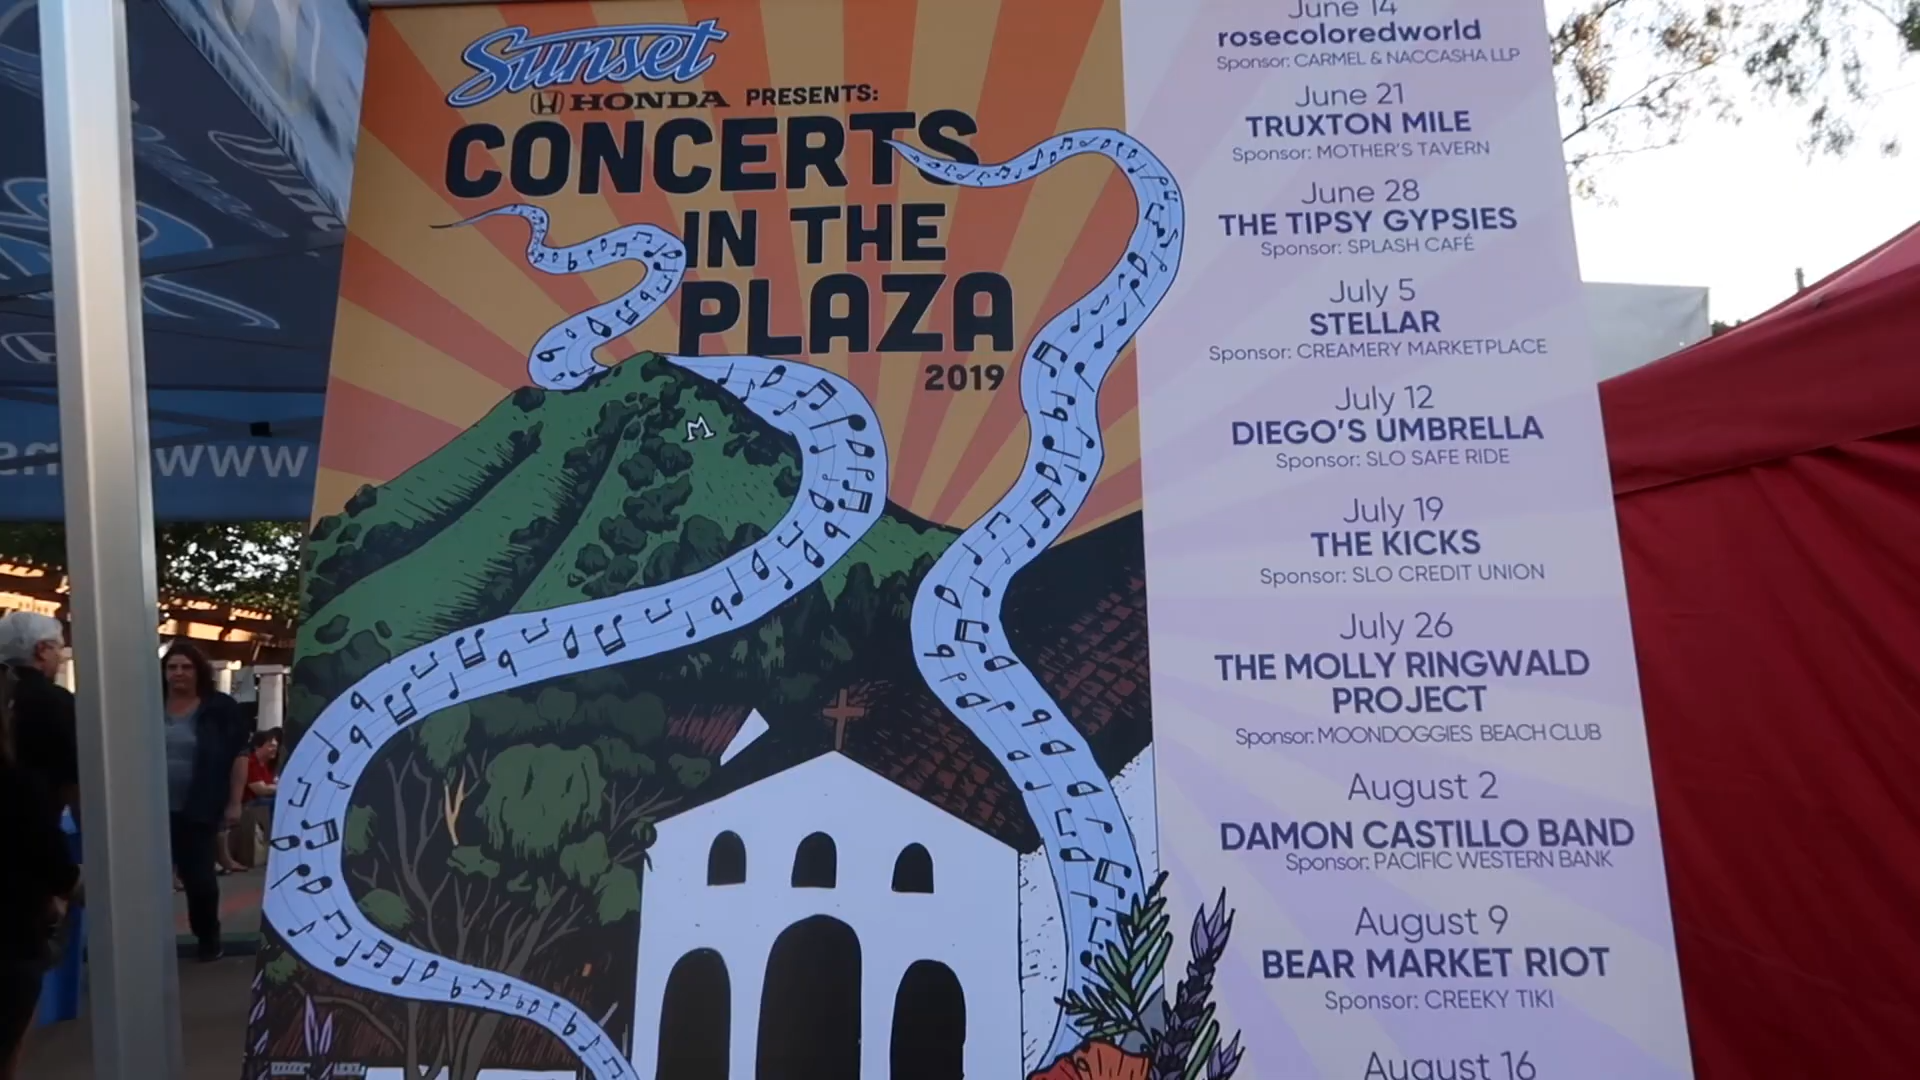 Sunset
HONDA PRESENTS:
CONCERTS
IN THE
PLAZA
2019
M
June 14
rosecoloredworld
Sponsor: CARMEL & NACCASHA LLP
June 21
TRUXTON MILE
Sponsor: MOTHER'S TAVERN
June 28
THE TIPSY GYPSIES
Sponsor: SPLASH CAFÉ
July 5
STELLAR
Sponsor: CREAMERY MARKETPLACE
July 12
DIEGO'S UMBRELLA
Sponsor: SLO SAFE RIDE
July 19
THE KICKS
Sponsor: SLO CREDIT UNION
July 26
THE MOLLY RINGWALD
PROJECT
Sponsor: MOONDOGGIES BEACH CLUB
August 2
DAMON CASTILLO BAND
Sponsor: PACIFIC WESTERN BANK
August 9
BEAR MARKET RIOT
Sponsor: CREEKY TIKI
August 16
www